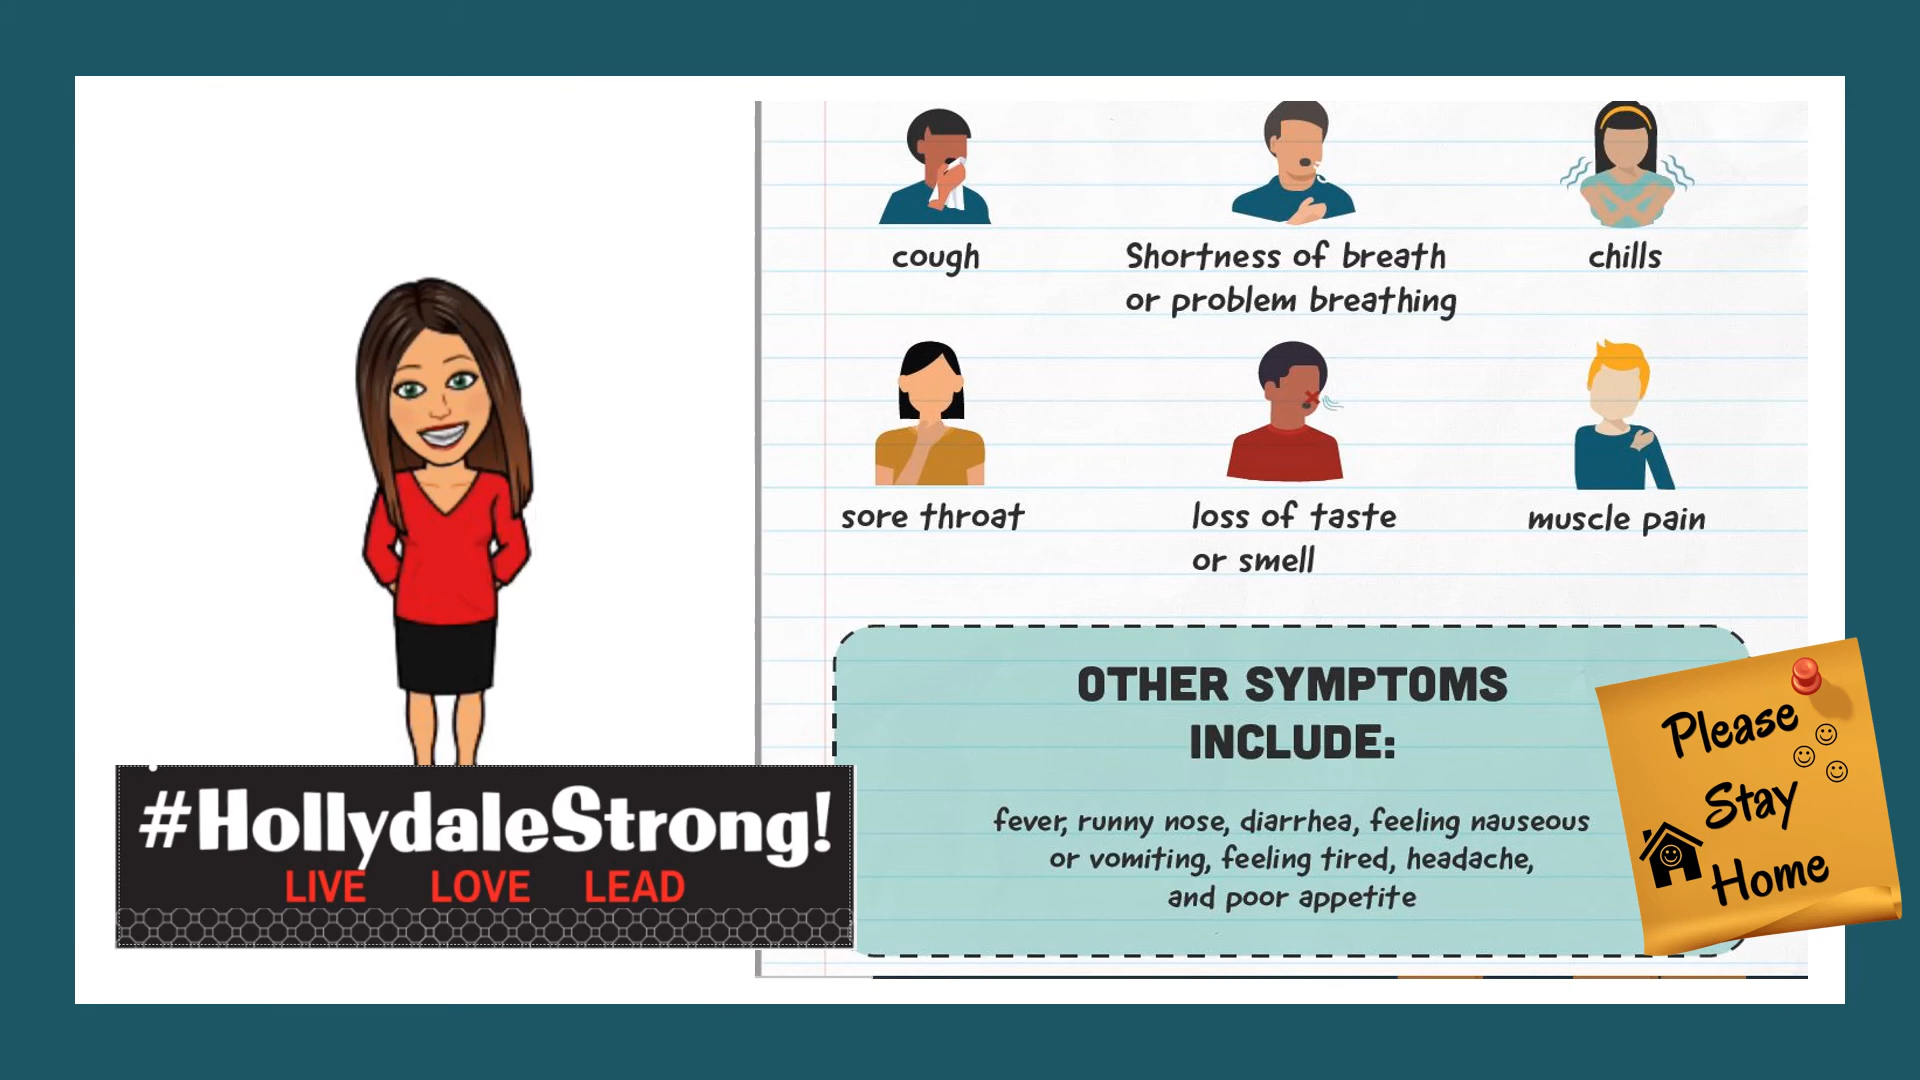 cough
Shortness of breath
or problem breathing
chills
sore throat
loss of taste
or smell
muscle pain
OTHER SYMPTOMS
INCLUDE:
fever, runny nose, diarrhea, feeling nauseous
or vomiting, feeling tired, headache,
and poor appetite
#HollydaleStrong!
LIVE LOVE LEAD
Please
Stay
Home